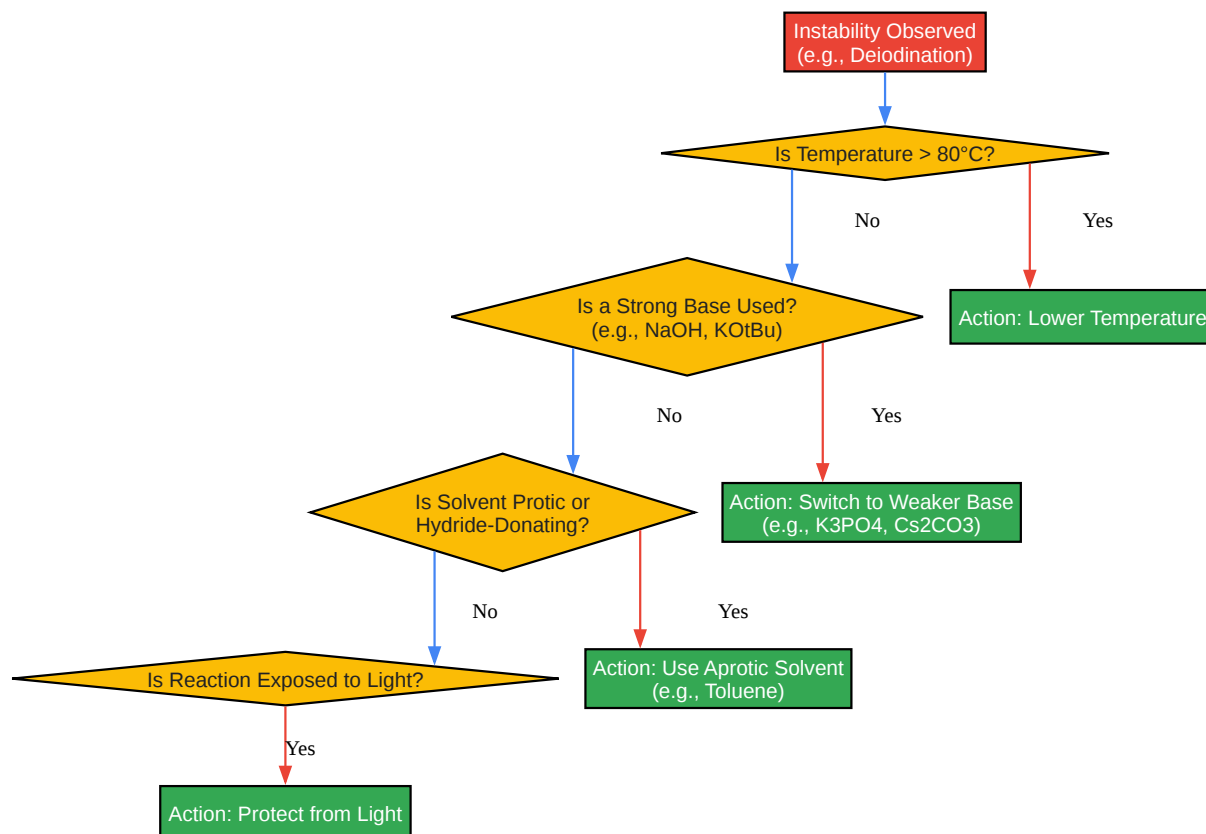 Instability Observed
(e.g., Deiodination)
Is Temperature > 80°C?
No
Yes
Is a Strong Base Used?
(e.g., NaOH, KOtBu)
Action: Lower Temperature
No
Yes
Is Solvent Protic or
Hydride-Donating?
Action: Switch to Weaker Base
(e.g., K3PO4, Cs2CO3)
No
Yes
Is Reaction Exposed to Light?
Action: Use Aprotic Solvent
(e.g., Toluene)
Yes
Action: Protect from Light